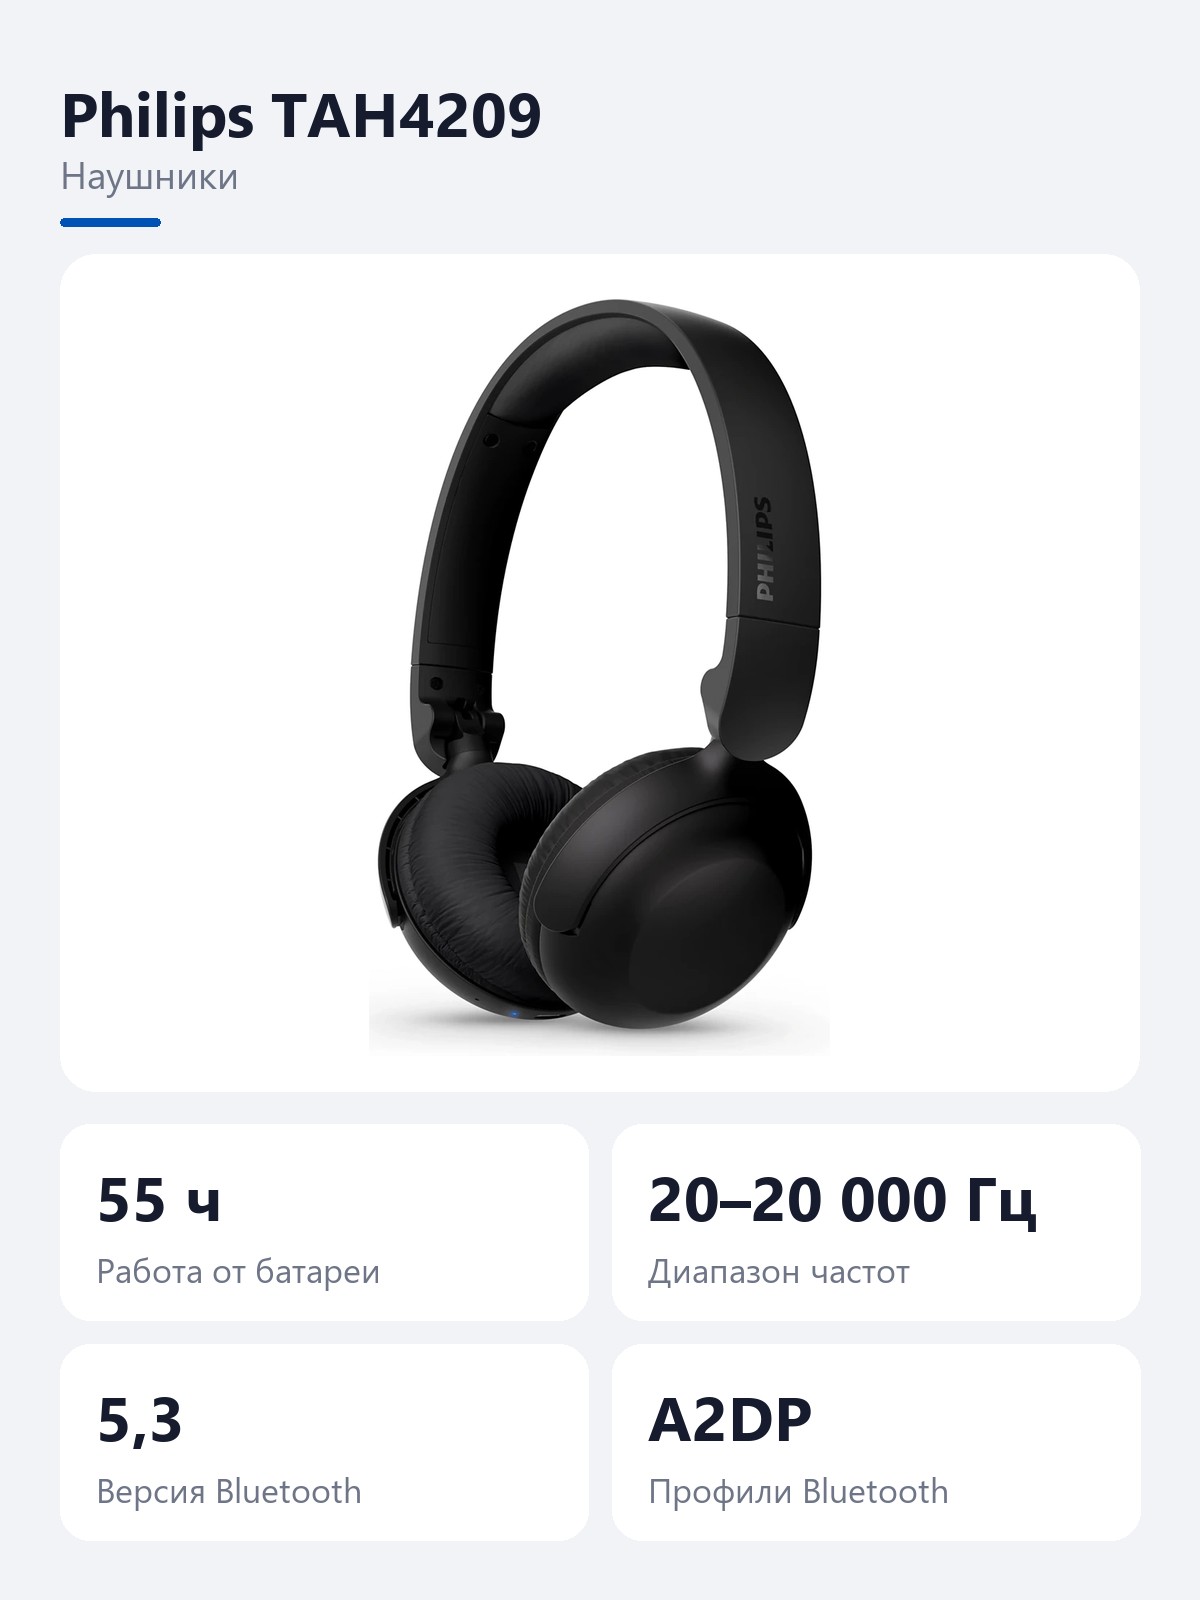 Philips TAH4209
Наушники
PHILIPS
55 ч
Работа от батареи
20–20 000 Гц
Диапазон частот
5,3
Версия Bluetooth
A2DP
Профили Bluetooth